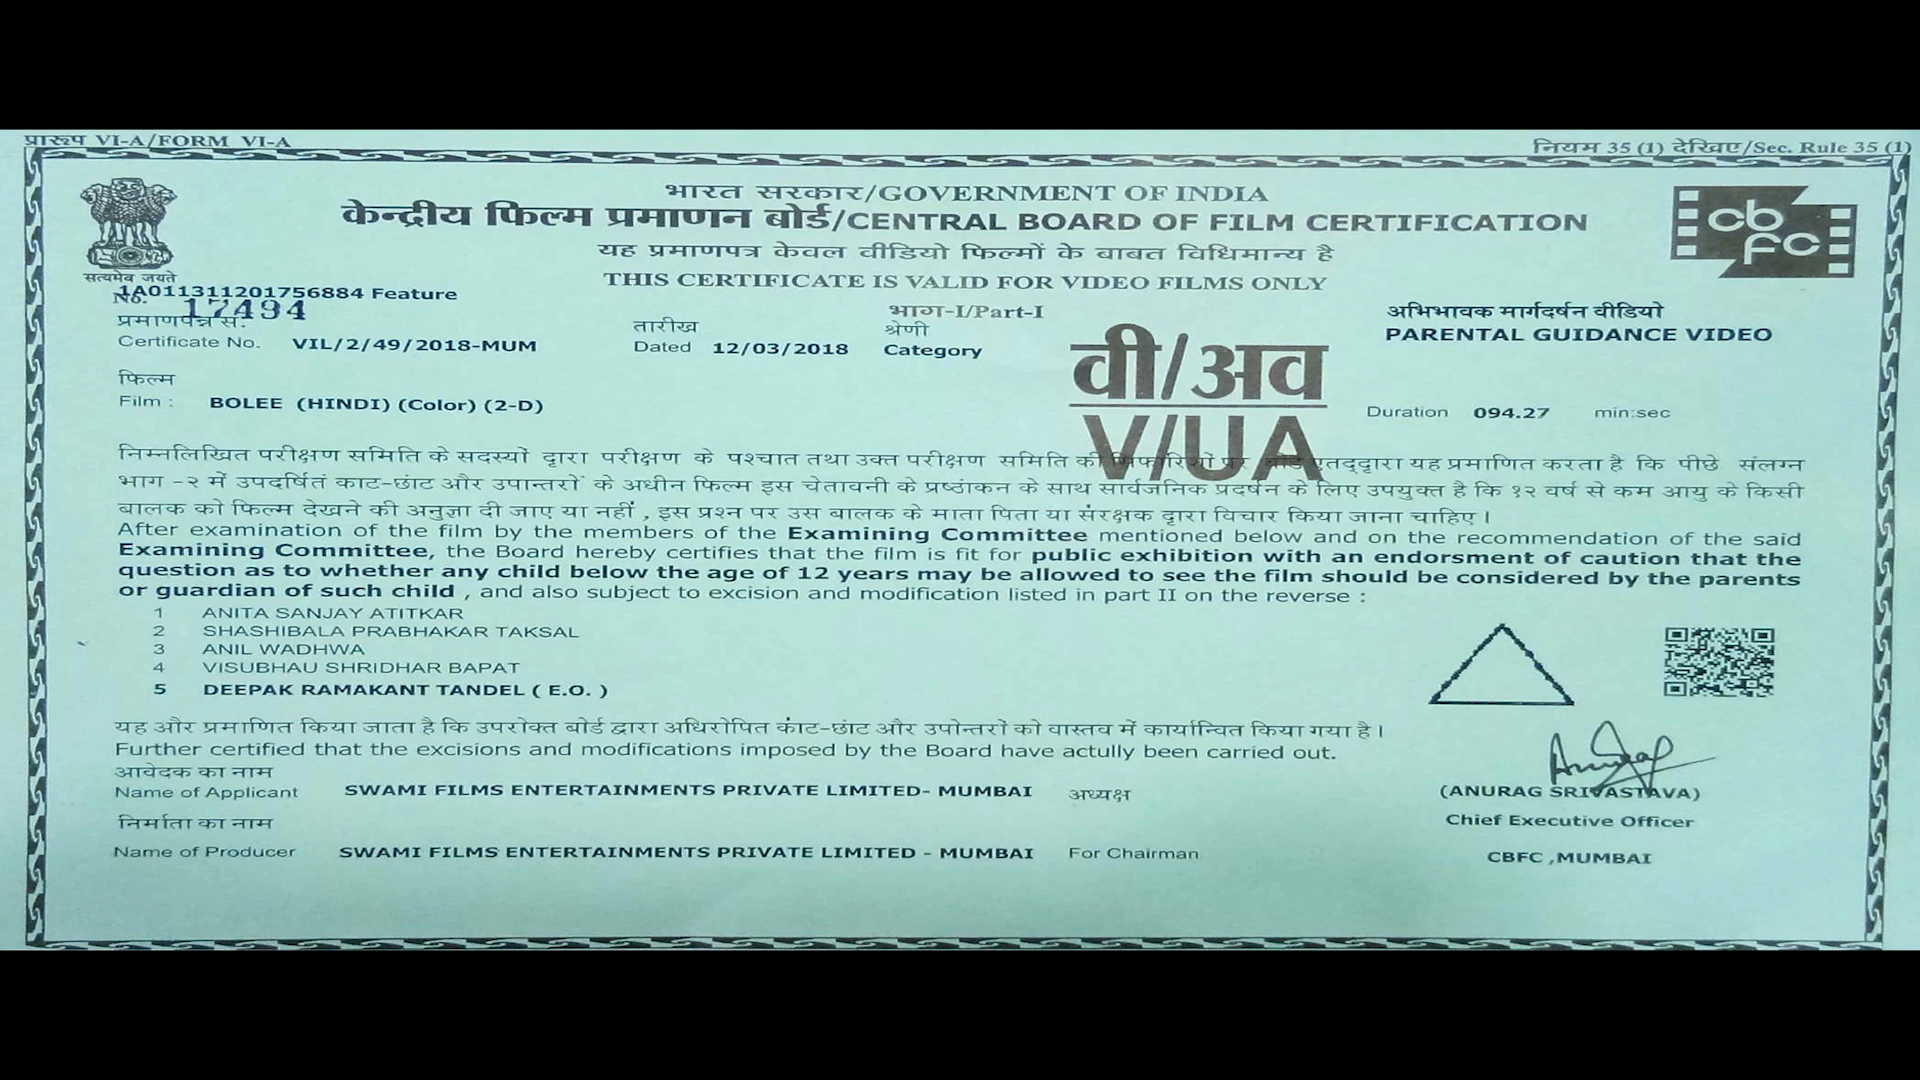 प्रारूप VI-A/FORM VI-A
नियम 35 (1) देखिए/Sec. Rule 35 (1)
भारत सरकार/GOVERNMENT OF INDIA
केन्द्रीय फिल्म प्रमाणन बोर्ड/CENTRAL BOARD OF FILM CERTIFICATION
cbfc
यह प्रमाणपत्र केवल वीडियो फिल्मों के बाबत विधिमान्य है
सत्यमेव जयते
THIS CERTIFICATE IS VALID FOR VIDEO FILMS ONLY
1A011311201756884 Feature
No. 17494
भाग-I/Part-I
अभिभावक मार्गदर्शन वीडियो
PARENTAL GUIDANCE VIDEO
प्रमाणपत्र सं.
Certificate No. VIL/2/49/2018-MUM
तारीख
Dated 12/03/2018
श्रेणी
Category
वी/अव
V/UA
फिल्म
Film : BOLEE (HINDI) (Color) (2-D)
Duration 094.27 min:sec
निम्नलिखित परीक्षण समिति के सदस्यों द्वारा परीक्षण के पश्चात तथा उक्त परीक्षण समिति की सिफारिशों पर बोर्ड एतद्द्वारा यह प्रमाणित करता है कि पीछे संलग्न
भाग -२ में उपदर्षित काट-छांट और उपान्तरों के अधीन फिल्म इस चेतावनी के प्रष्ठांकन के साथ सार्वजनिक प्रदर्षन के लिए उपयुक्त है कि १२ वर्ष से कम आयु के किसी
बालक को फिल्म देखने की अनुज्ञा दी जाए या नहीं , इस प्रश्न पर उस बालक के माता पिता या संरक्षक द्वारा विचार किया जाना चाहिए ।
After examination of the film by the members of the Examining Committee mentioned below and on the recommendation of the said
Examining Committee, the Board hereby certifies that the film is fit for public exhibition with an endorsment of caution that the
question as to whether any child below the age of 12 years may be allowed to see the film should be considered by the parents
or guardian of such child , and also subject to excision and modification listed in part II on the reverse :
1 ANITA SANJAY ATITKAR
2 SHASHIBALA PRABHAKAR TAKSAL
3 ANIL WADHWA
4 VISUBHAU SHRIDHAR BAPAT
5 DEEPAK RAMAKANT TANDEL ( E.O. )
यह और प्रमाणित किया जाता है कि उपरोक्त बोर्ड द्वारा अधिरोपित कांट-छांट और उपोन्तरों को वास्तव में कार्यान्वित किया गया है ।
Further certified that the excisions and modifications imposed by the Board have actully been carried out.
आवेदक का नाम
Name of Applicant SWAMI FILMS ENTERTAINMENTS PRIVATE LIMITED- MUMBAI
अध्यक्ष
(ANURAG SRIVASTAVA)
Chief Executive Officer
निर्माता का नाम
Name of Producer SWAMI FILMS ENTERTAINMENTS PRIVATE LIMITED - MUMBAI
For Chairman
CBFC ,MUMBAI